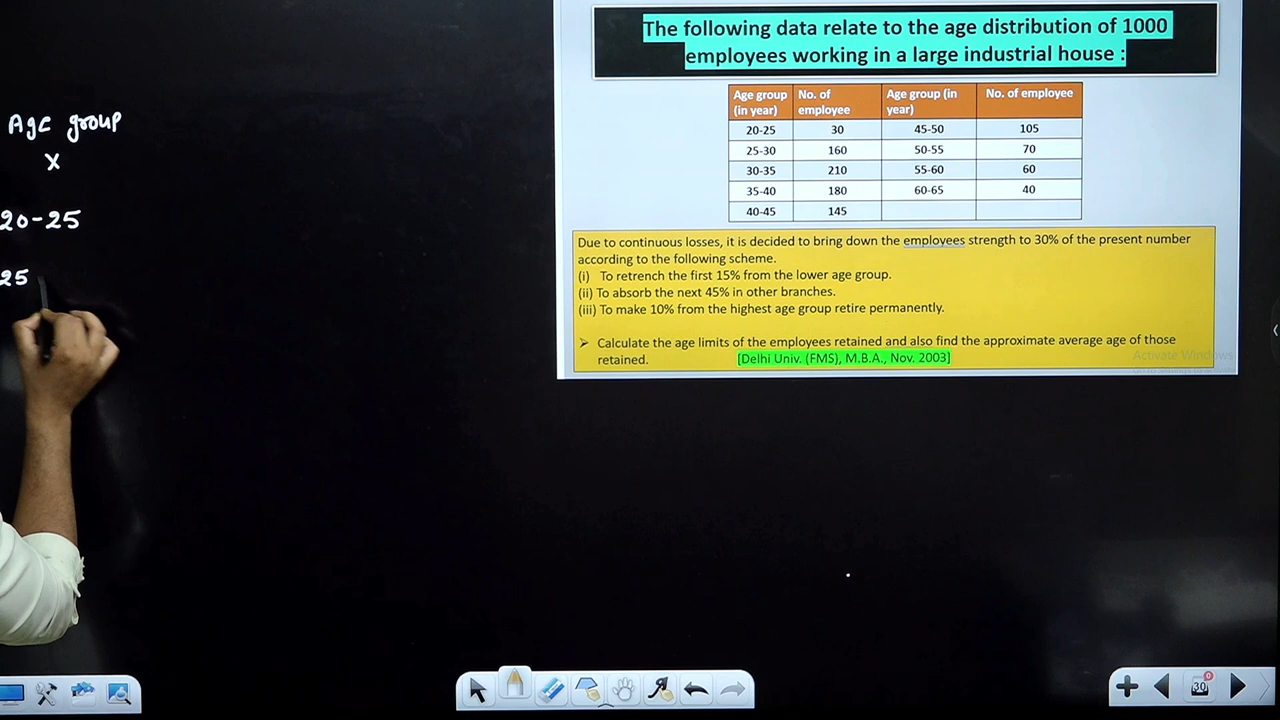 Age group
X
20-25
25
The following data relate to the age distribution of 1000
employees working in a large industrial house :
Age group (in year) No. of employee Age group (in year) No. of employee
20-25 30 45-50 105
25-30 160 50-55 70
30-35 210 55-60 60
35-40 180 60-65 40
40-45 145
Due to continuous losses, it is decided to bring down the employees strength to 30% of the present number
according to the following scheme.
(i) To retrench the first 15% from the lower age group.
(ii) To absorb the next 45% in other branches.
(iii) To make 10% from the highest age group retire permanently.
➢ Calculate the age limits of the employees retained and also find the approximate average age of those
retained. [Delhi Univ. (FMS), M.B.A., Nov. 2003]
Activate Windows
30
0